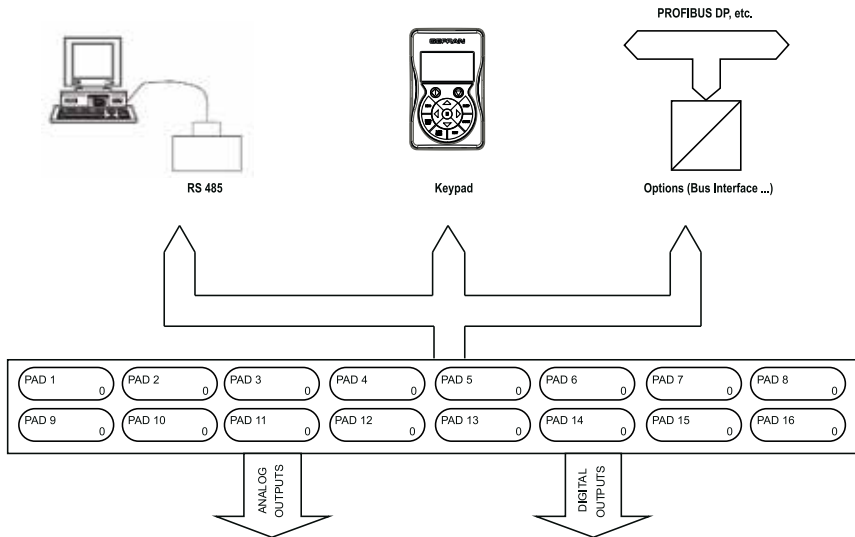 PROFIBUS DP, etc.
GEFRAN
RS 485
Keypad
Options (Bus Interface ...)
PAD 1
0
PAD 2
0
PAD 3
0
PAD 4
0
PAD 5
0
PAD 6
0
PAD 7
0
PAD 8
0
PAD 9
0
PAD 10
0
PAD 11
0
PAD 12
0
PAD 13
0
PAD 14
0
PAD 15
0
PAD 16
0
ANALOG
OUTPUTS
DIGITAL
OUTPUTS